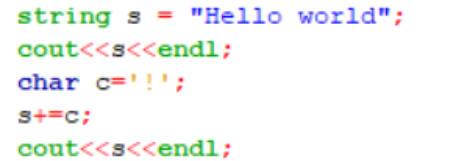 string s = "Hello world";
cout<<s<<endl;
char c='!';
s+=c;
cout<<s<<endl;